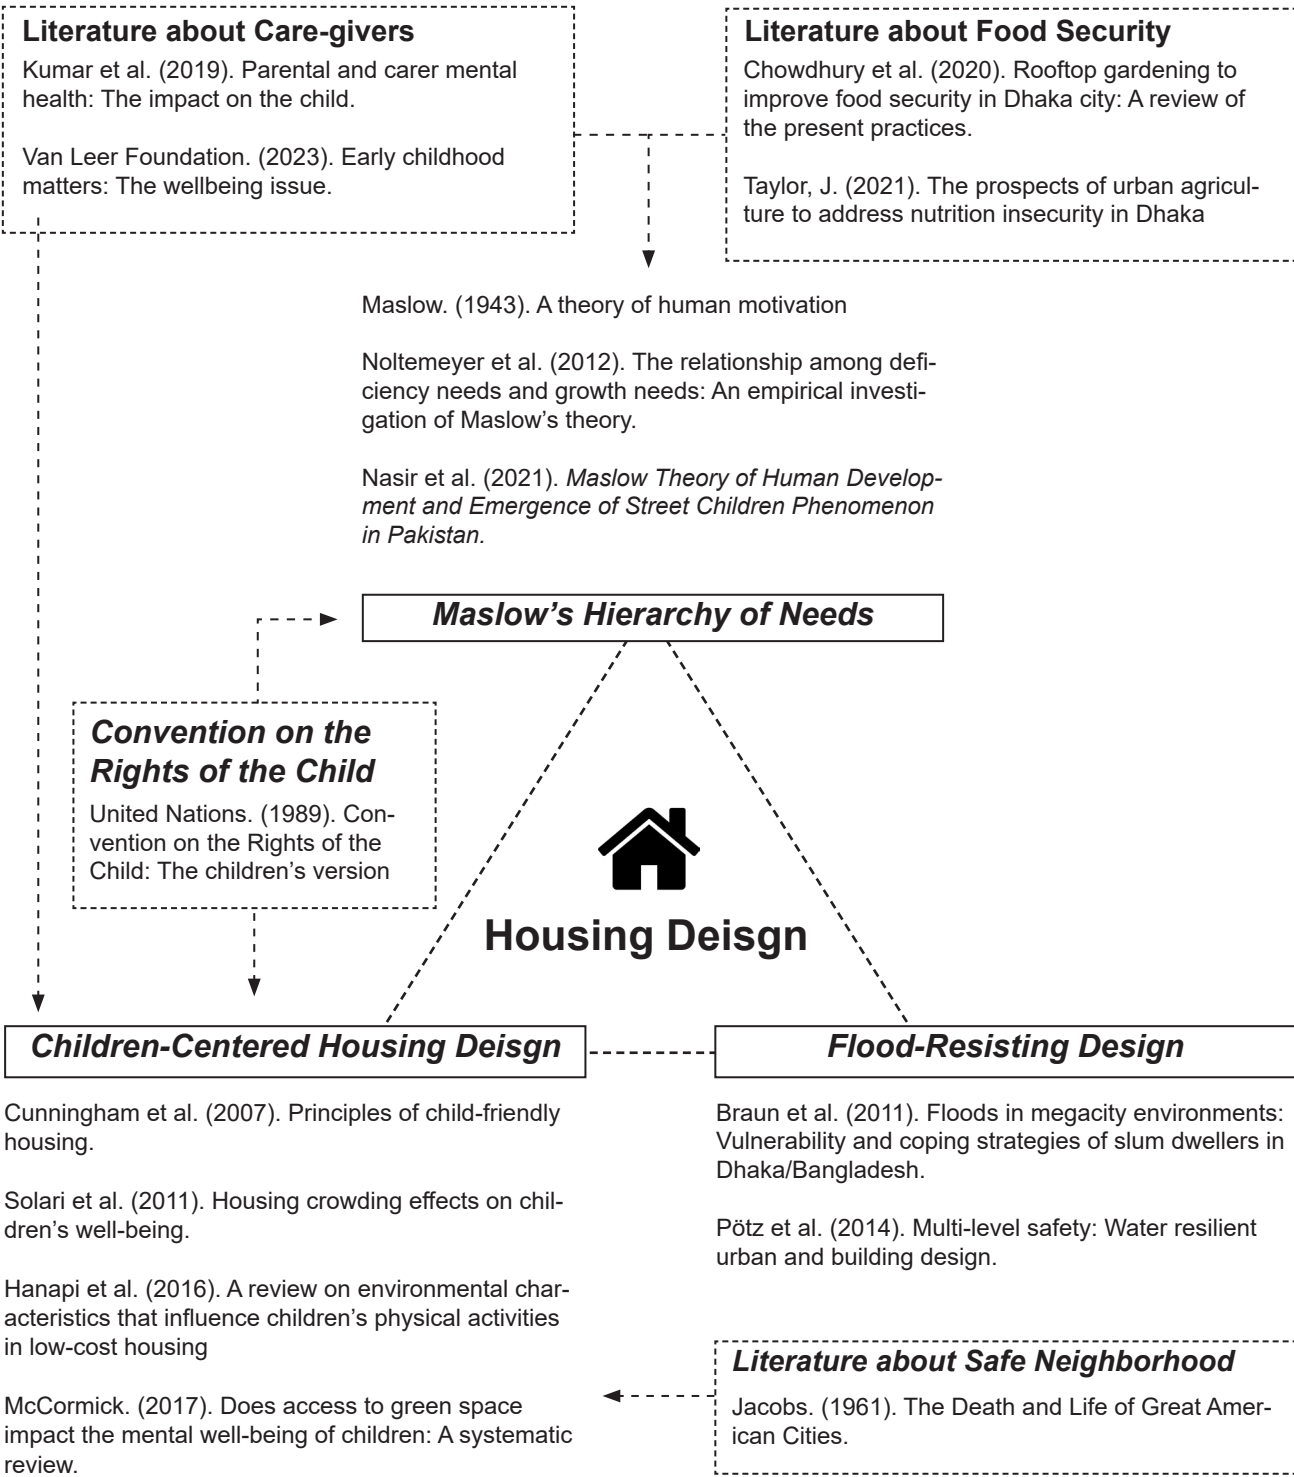 Literature about Care-givers
Kumar et al. (2019). Parental and carer mental
health: The impact on the child.
Van Leer Foundation. (2023). Early childhood
matters: The wellbeing issue.
Literature about Food Security
Chowdhury et al. (2020). Rooftop gardening to
improve food security in Dhaka city: A review of
the present practices.
Taylor, J. (2021). The prospects of urban agricul-
ture to address nutrition insecurity in Dhaka
Maslow. (1943). A theory of human motivation
Noltemeyer et al. (2012). The relationship among defi-
ciency needs and growth needs: An empirical investi-
gation of Maslow’s theory.
Nasir et al. (2021). Maslow Theory of Human Develop-
ment and Emergence of Street Children Phenomenon
in Pakistan.
Maslow’s Hierarchy of Needs
Convention on the
Rights of the Child
United Nations. (1989). Con-
vention on the Rights of the
Child: The children’s version
Housing Deisgn
Children-Centered Housing Deisgn
Cunningham et al. (2007). Principles of child-friendly
housing.
Solari et al. (2011). Housing crowding effects on chil-
dren’s well-being.
Hanapi et al. (2016). A review on environmental char-
acteristics that influence children’s physical activities
in low-cost housing
McCormick. (2017). Does access to green space
impact the mental well-being of children: A systematic
review.
Flood-Resisting Design
Braun et al. (2011). Floods in megacity environments:
Vulnerability and coping strategies of slum dwellers in
Dhaka/Bangladesh.
Pötz et al. (2014). Multi-level safety: Water resilient
urban and building design.
Literature about Safe Neighborhood
Jacobs. (1961). The Death and Life of Great Amer-
ican Cities.